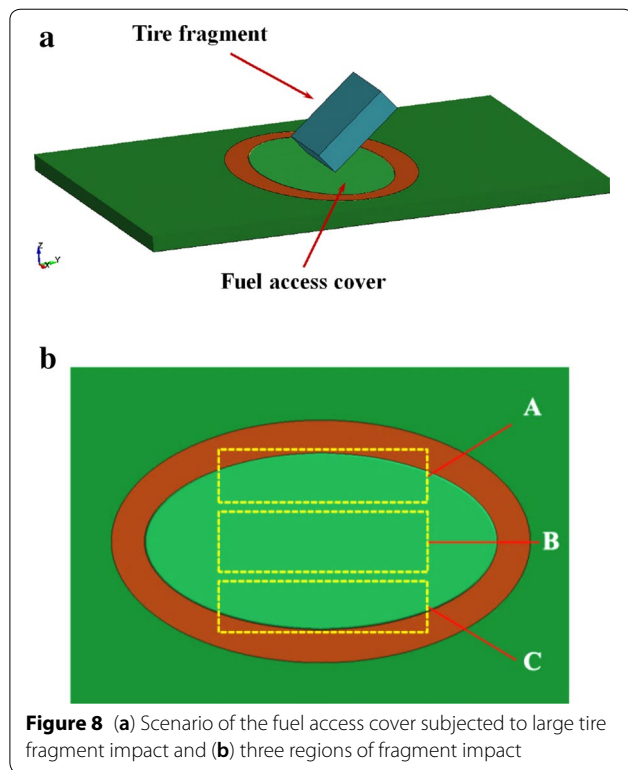 a
Tire fragment
Z
Y
X
Fuel access cover
b
A
B
C
Figure 8 (a) Scenario of the fuel access cover subjected to large tire
fragment impact and (b) three regions of fragment impact